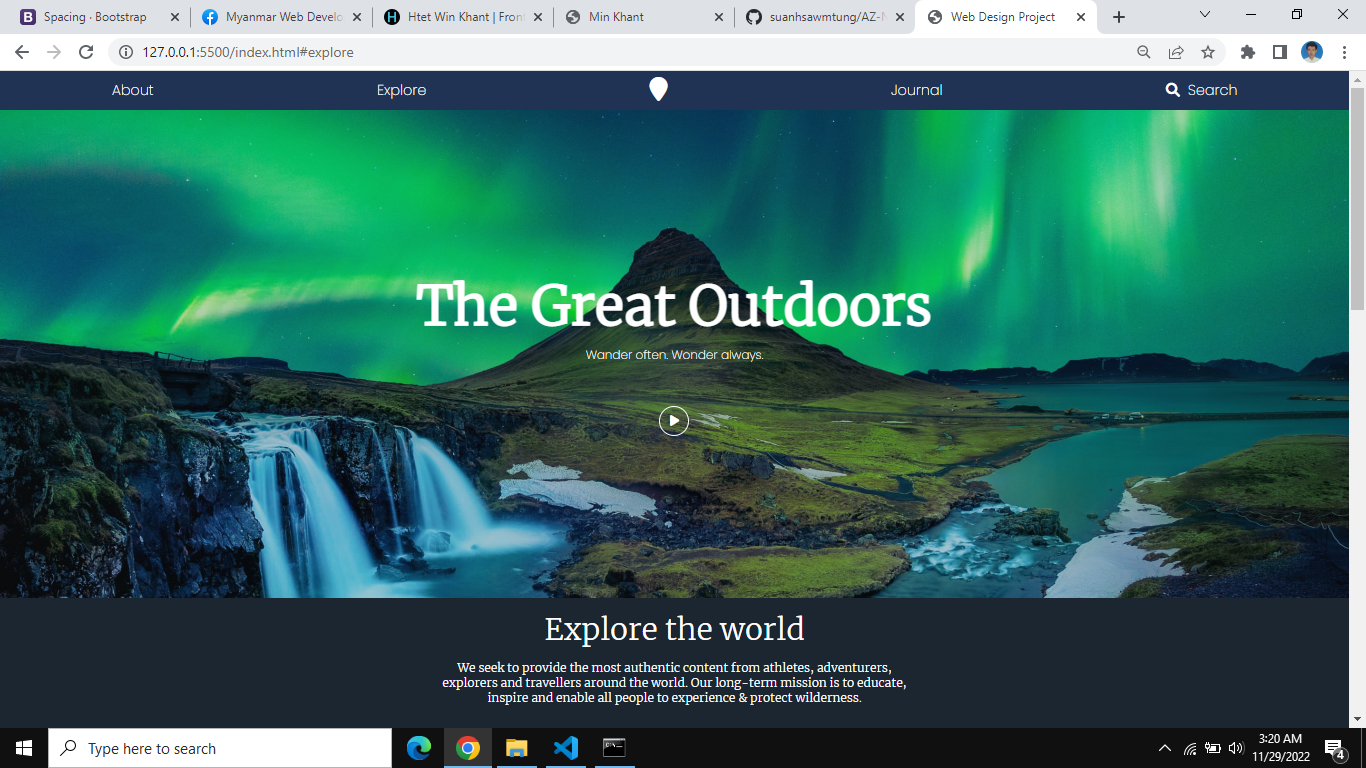 Spacing · Bootstrap
Myanmar Web Develo
Htet Win Khant | Fron
Min Khant
suanhsawmtung/AZ-M
Web Design Project
127.0.0.1:5500/index.html#explore
About
Explore
Journal
Search
The Great Outdoors
Wander often. Wonder always.
Explore the world
We seek to provide the most authentic content from athletes, adventurers,
explorers and travellers around the world. Our long-term mission is to educate,
inspire and enable all people to experience & protect wilderness.
Type here to search
3:20 AM
11/29/2022
4